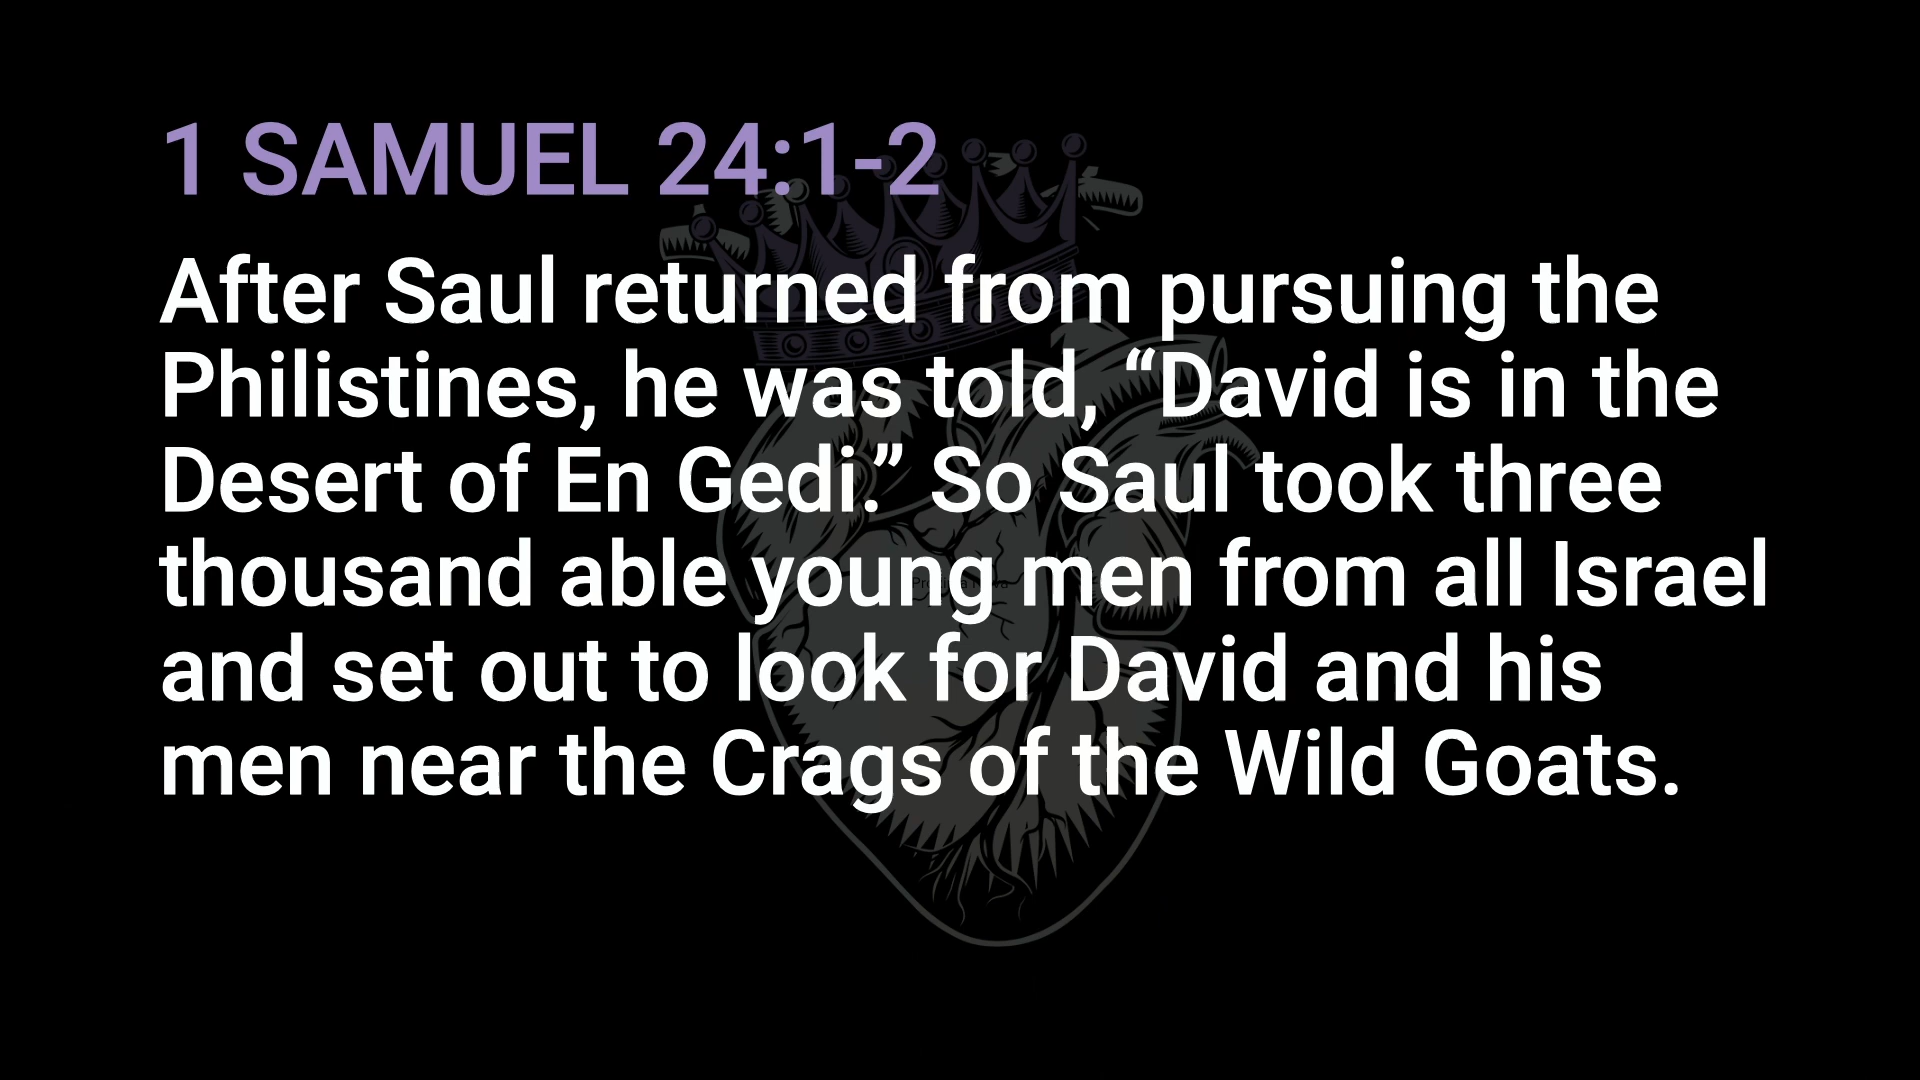 1 SAMUEL 24:1-2
After Saul returned from pursuing the
Philistines, he was told, “David is in the
Desert of En Gedi.” So Saul took three
thousand able young men from all Israel
and set out to look for David and his
men near the Crags of the Wild Goats.